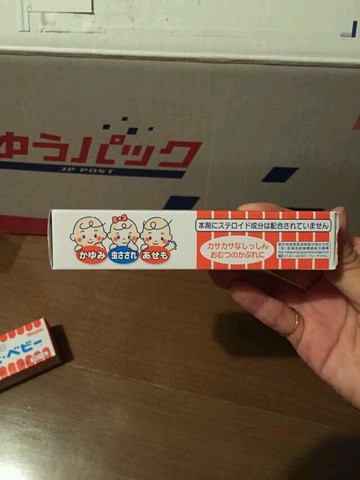 ゆうパック
JP POST
かゆみ
虫さされ
あせも
本剤にステロイド成分は配合されていません
カサカサなしっしん
おむつのかぶれに
ベビー